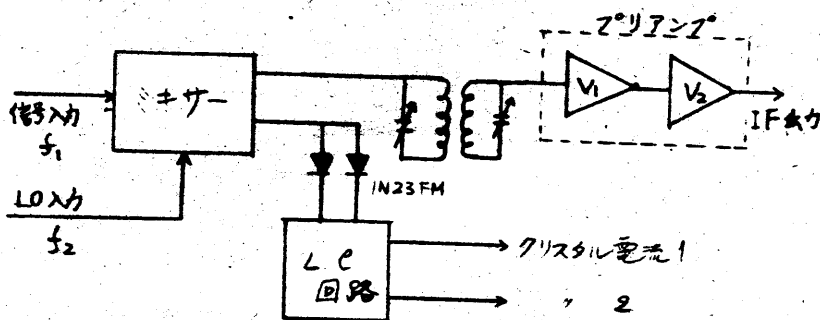 プリアンプ
ミキサー
信号入力
f1
LO入力
f2
V1
V2
IF出力
1N23FM
LC
回路
クリスタル電流1
〃 2